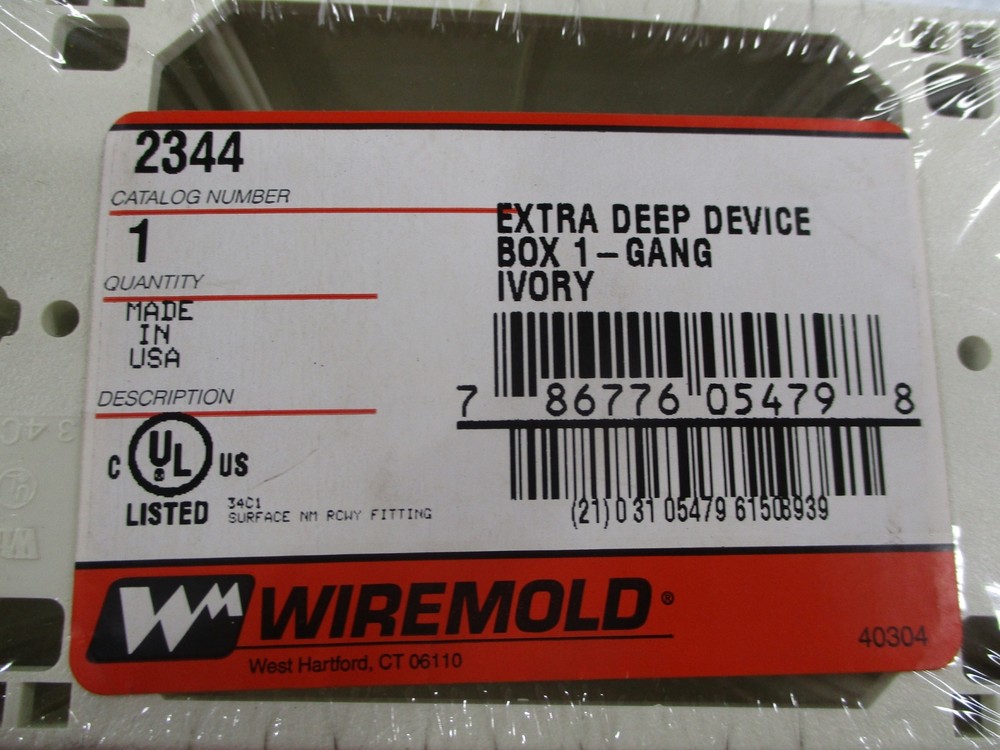 2344
CATALOG NUMBER
1
QUANTITY
MADE
IN
USA
DESCRIPTION
EXTRA DEEP DEVICE
BOX 1-GANG
IVORY
7 86776 05479 8
(21) 0 31 05479 61508939
C UL US
LISTED
34C1
SURFACE NM RCWY FITTING
WIREMOLD®
West Hartford, CT 06110
40304